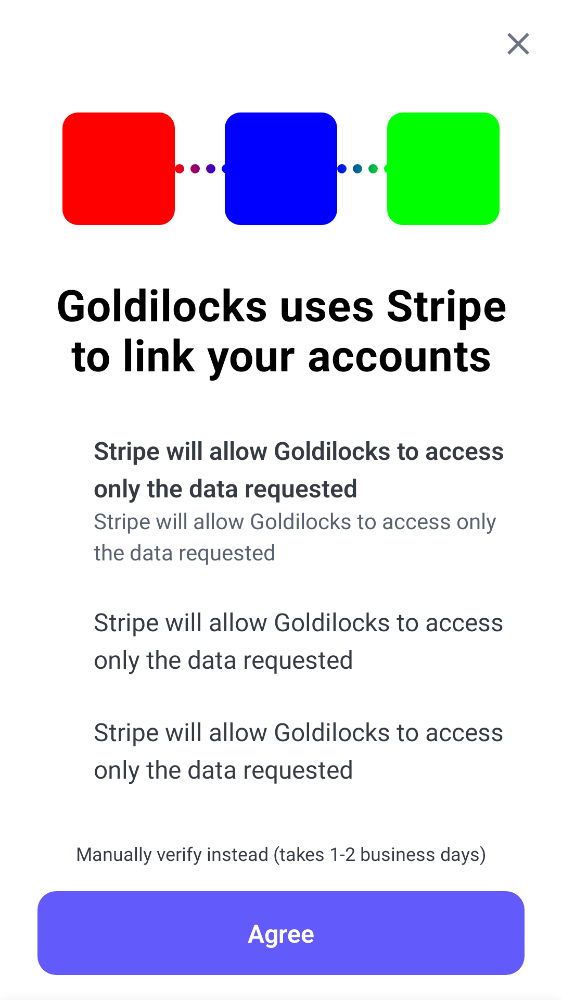 Goldilocks uses Stripe
to link your accounts
Stripe will allow Goldilocks to access
only the data requested
Stripe will allow Goldilocks to access only
the data requested
Stripe will allow Goldilocks to access
only the data requested
Stripe will allow Goldilocks to access
only the data requested
Manually verify instead (takes 1-2 business days)
Agree